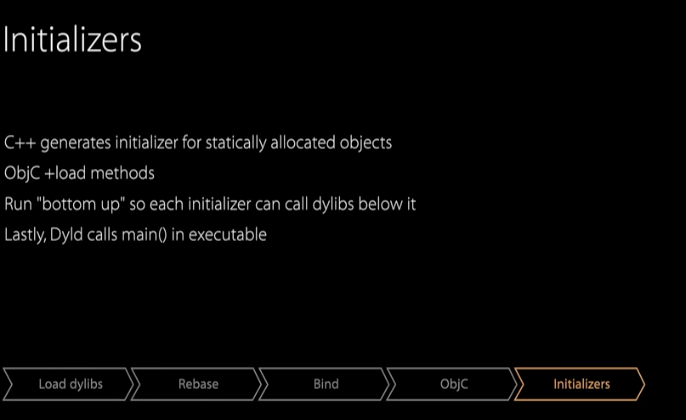 Initializers
C++ generates initializer for statically allocated objects
ObjC +load methods
Run "bottom up" so each initializer can call dylibs below it
Lastly, Dyld calls main() in executable
Load dylibs
Rebase
Bind
ObjC
Initializers